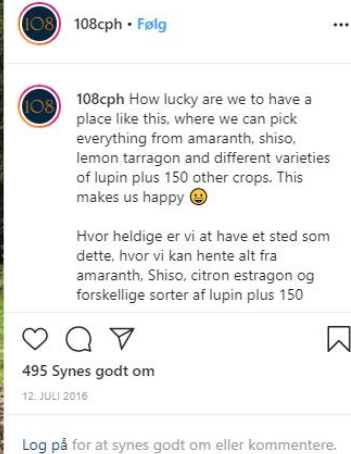 108
108cph • Følg
...
108
108cph How lucky are we to have a
place like this, where we can pick
everything from amaranth, shiso,
lemon tarragon and different varieties
of lupin plus 150 other crops. This
makes us happy 😀
Hvor heldige er vi at have et sted som
dette, hvor vi kan hente alt fra
amaranth, Shiso, citron estragon og
forskellige sorter af lupin plus 150
495 Synes godt om
12. JULI 2016
Log på for at synes godt om eller kommentere.